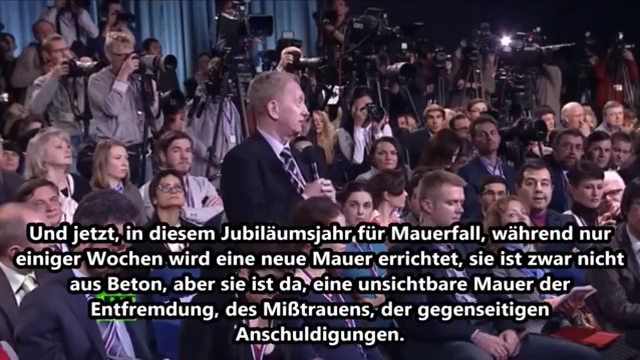 Und jetzt, in diesem Jubiläumsjahr für Mauerfall, während nur
einiger Wochen wird eine neue Mauer errichtet, sie ist zwar nicht
aus Beton, aber sie ist da, eine unsichtbare Mauer der
Entfremdung, des Mißtrauens, der gegenseitigen
Anschuldigungen.